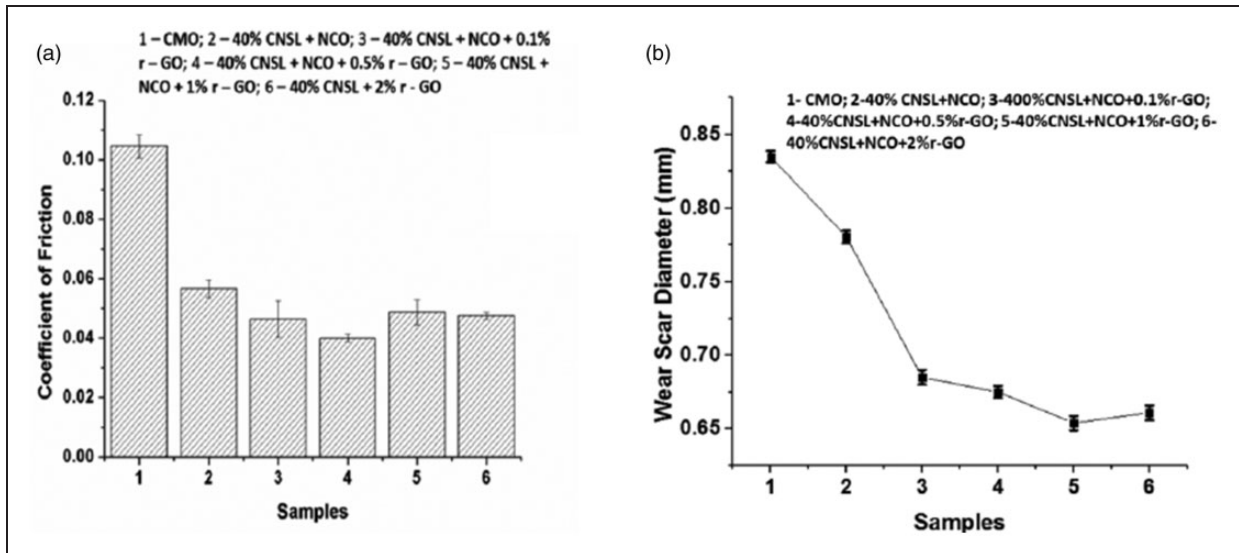 (a)
1 – CMO; 2 – 40% CNSL + NCO; 3 – 40% CNSL + NCO + 0.1%
r – GO; 4 – 40% CNSL + NCO + 0.5% r – GO; 5 – 40% CNSL +
NCO + 1% r – GO; 6 – 40% CNSL + 2% r - GO
0.12
0.10
0.08
0.06
0.04
0.02
0.00
Coefficient of Friction
1 2 3 4 5 6
Samples
(b)
1- CMO; 2-40% CNSL+NCO; 3-400%CNSL+NCO+0.1%r-GO;
4-40%CNSL+NCO+0.5%r-GO; 5-40%CNSL+NCO+1%r-GO; 6-
40%CNSL+NCO+2%r-GO
0.85
0.80
0.75
0.70
0.65
Wear Scar Diameter (mm)
1 2 3 4 5 6
Samples